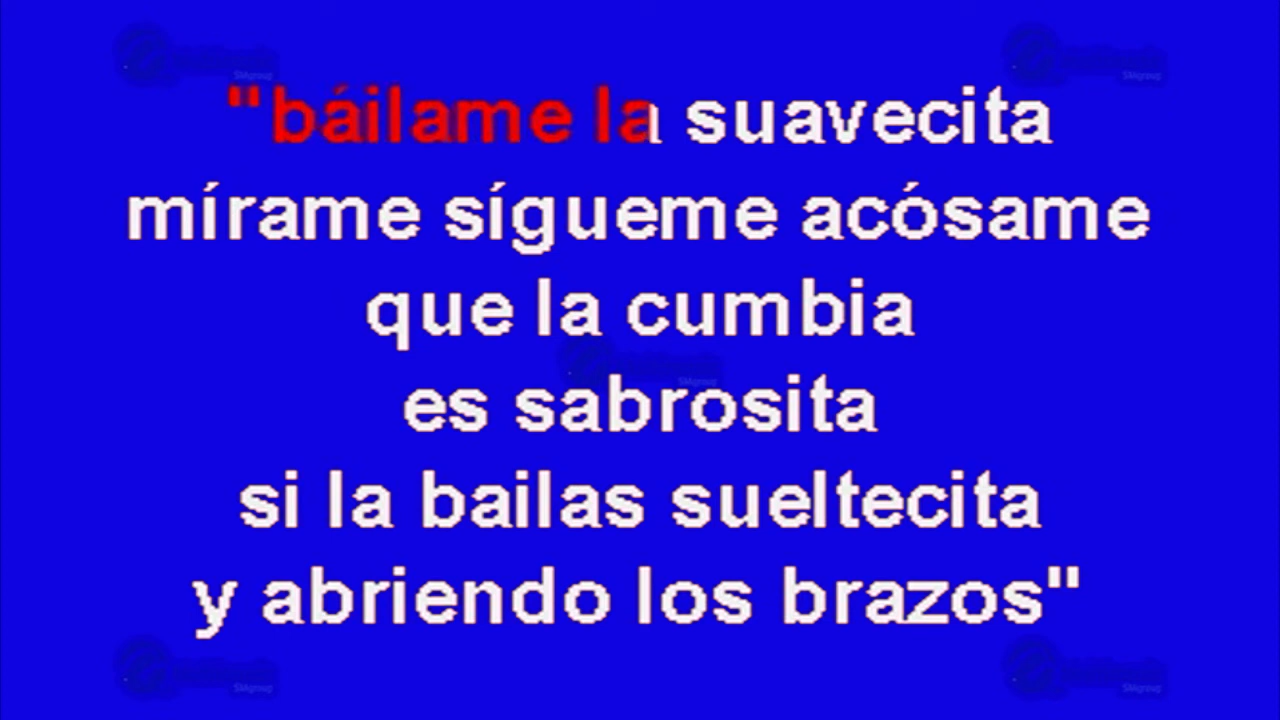 "báilame la suavecita
mírame sígueme acósame
que la cumbia
es sabrosita
si la bailas sueltecita
y abriendo los brazos"